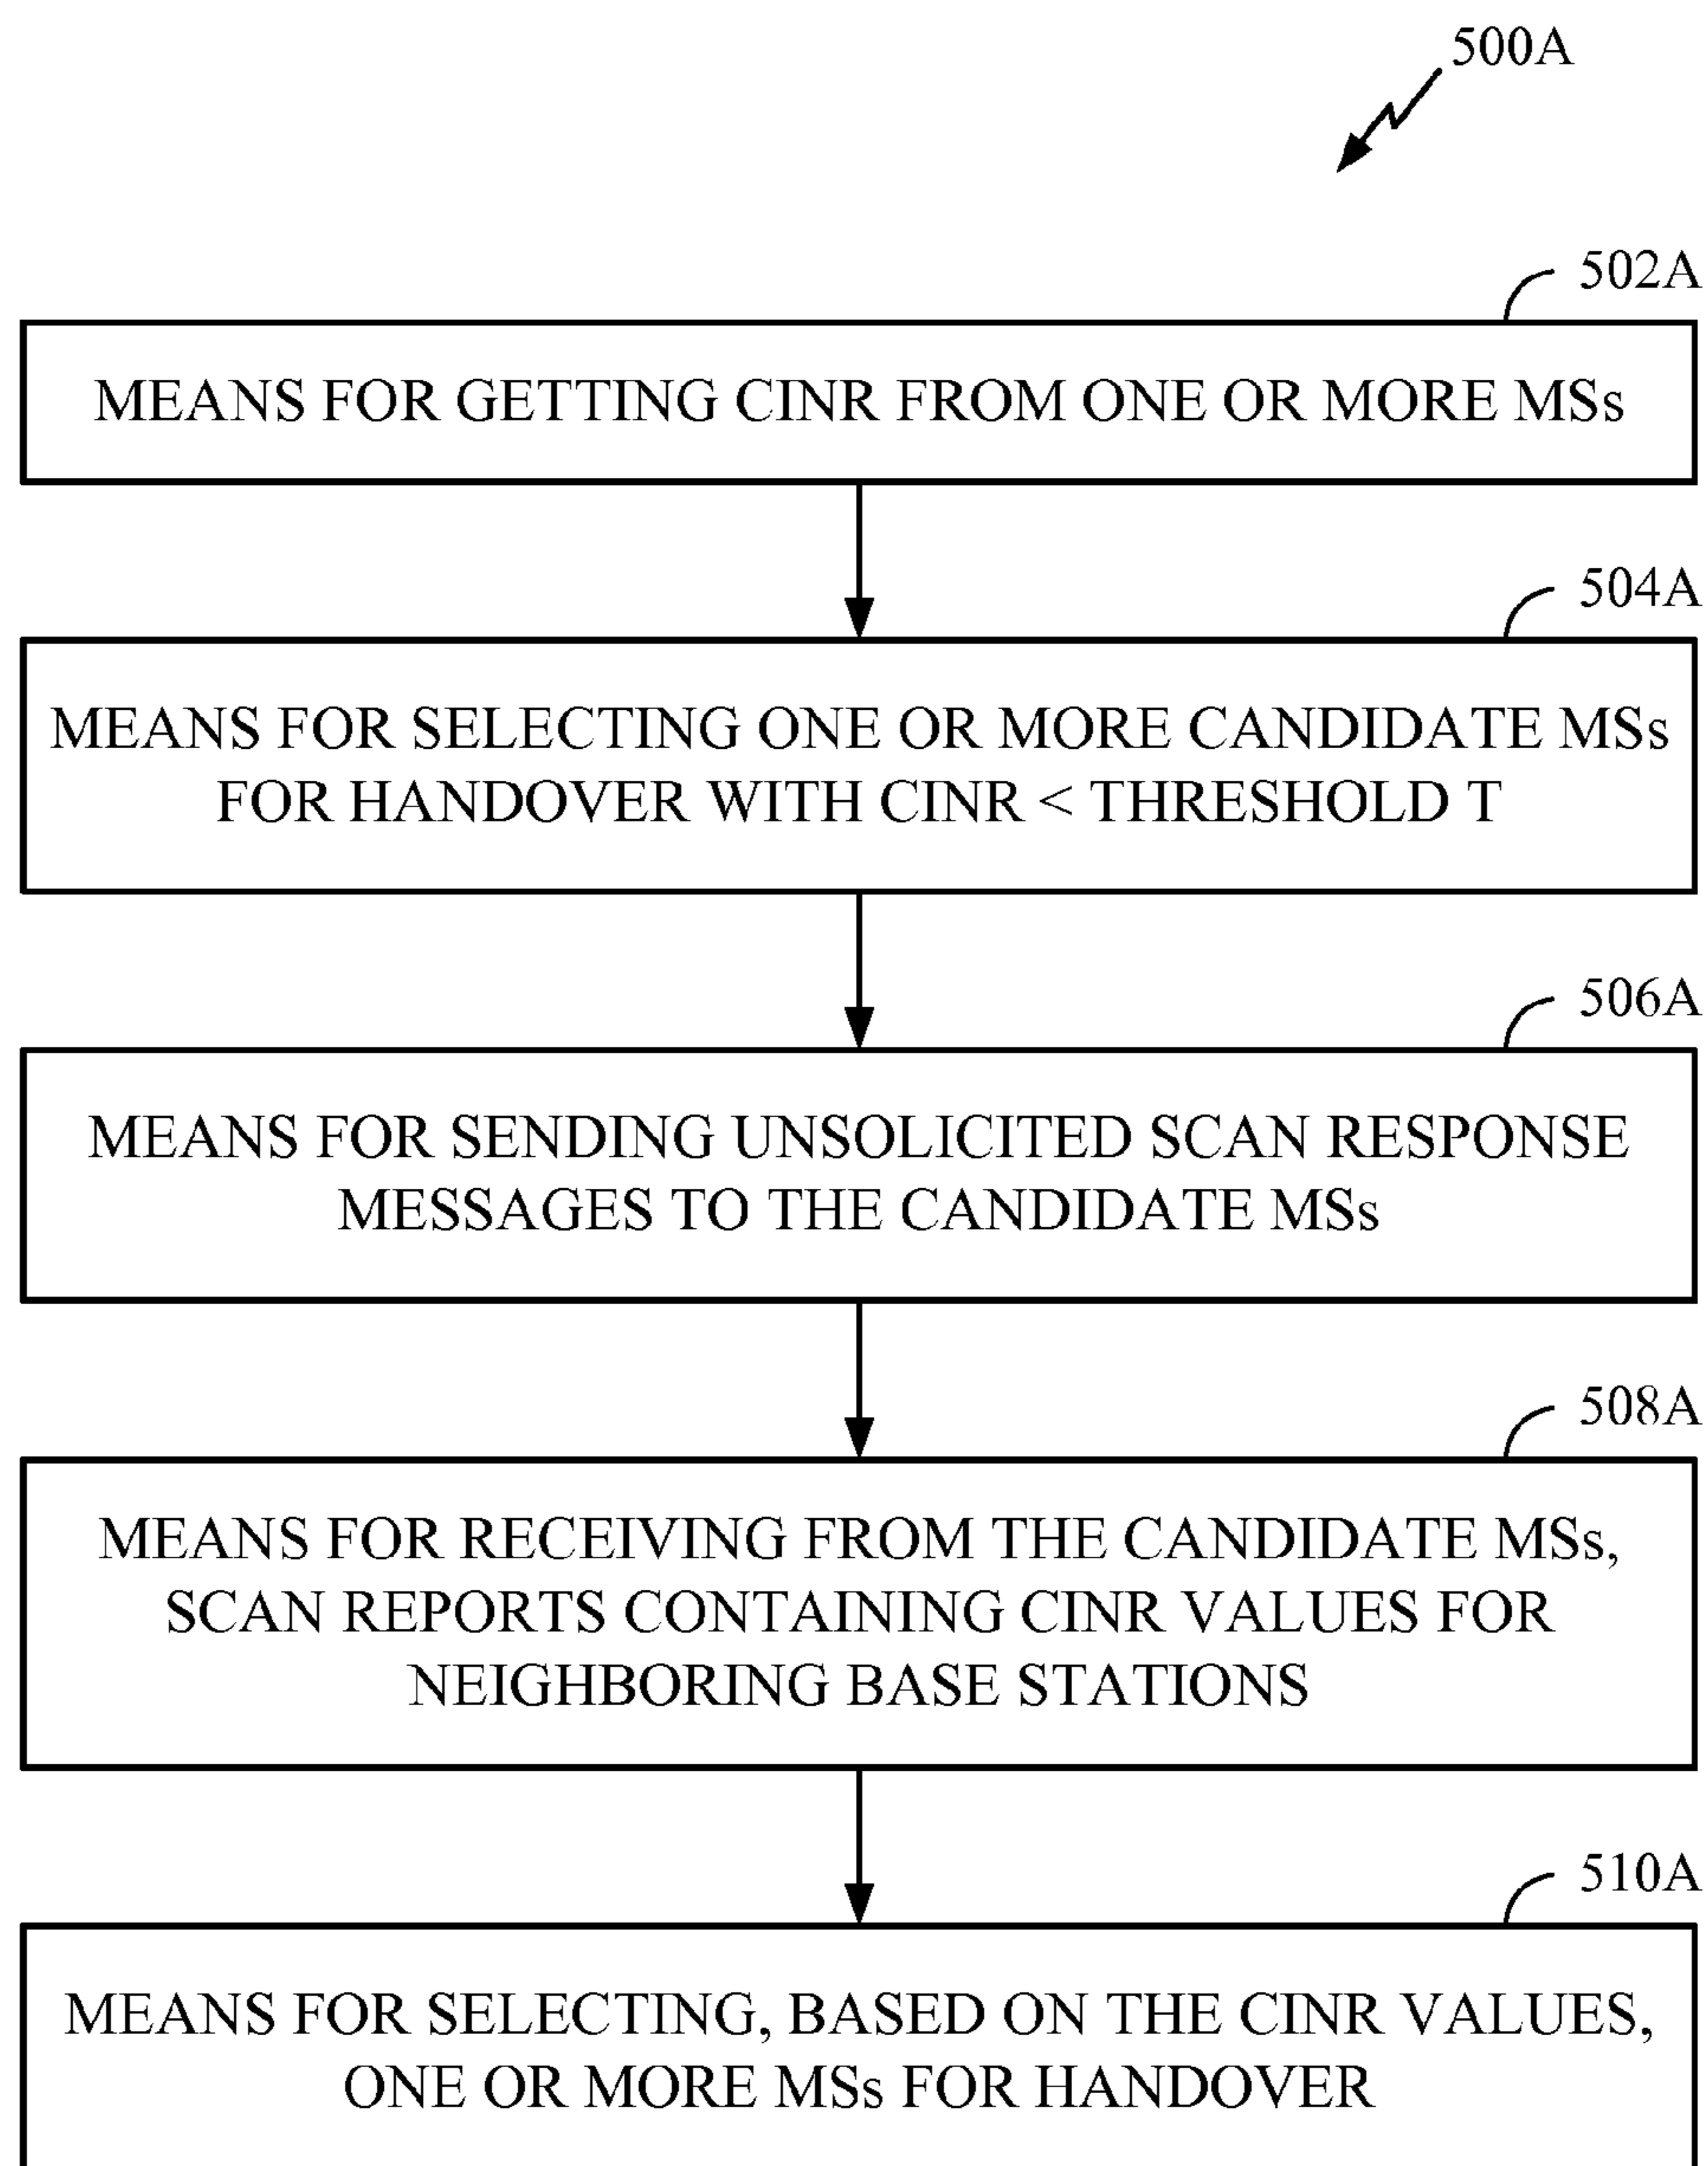 500A
502A
MEANS FOR GETTING CINR FROM ONE OR MORE MSs
504A
MEANS FOR SELECTING ONE OR MORE CANDIDATE MSs
FOR HANDOVER WITH CINR < THRESHOLD T
506A
MEANS FOR SENDING UNSOLICITED SCAN RESPONSE
MESSAGES TO THE CANDIDATE MSs
508A
MEANS FOR RECEIVING FROM THE CANDIDATE MSs,
SCAN REPORTS CONTAINING CINR VALUES FOR
NEIGHBORING BASE STATIONS
510A
MEANS FOR SELECTING, BASED ON THE CINR VALUES,
ONE OR MORE MSs FOR HANDOVER